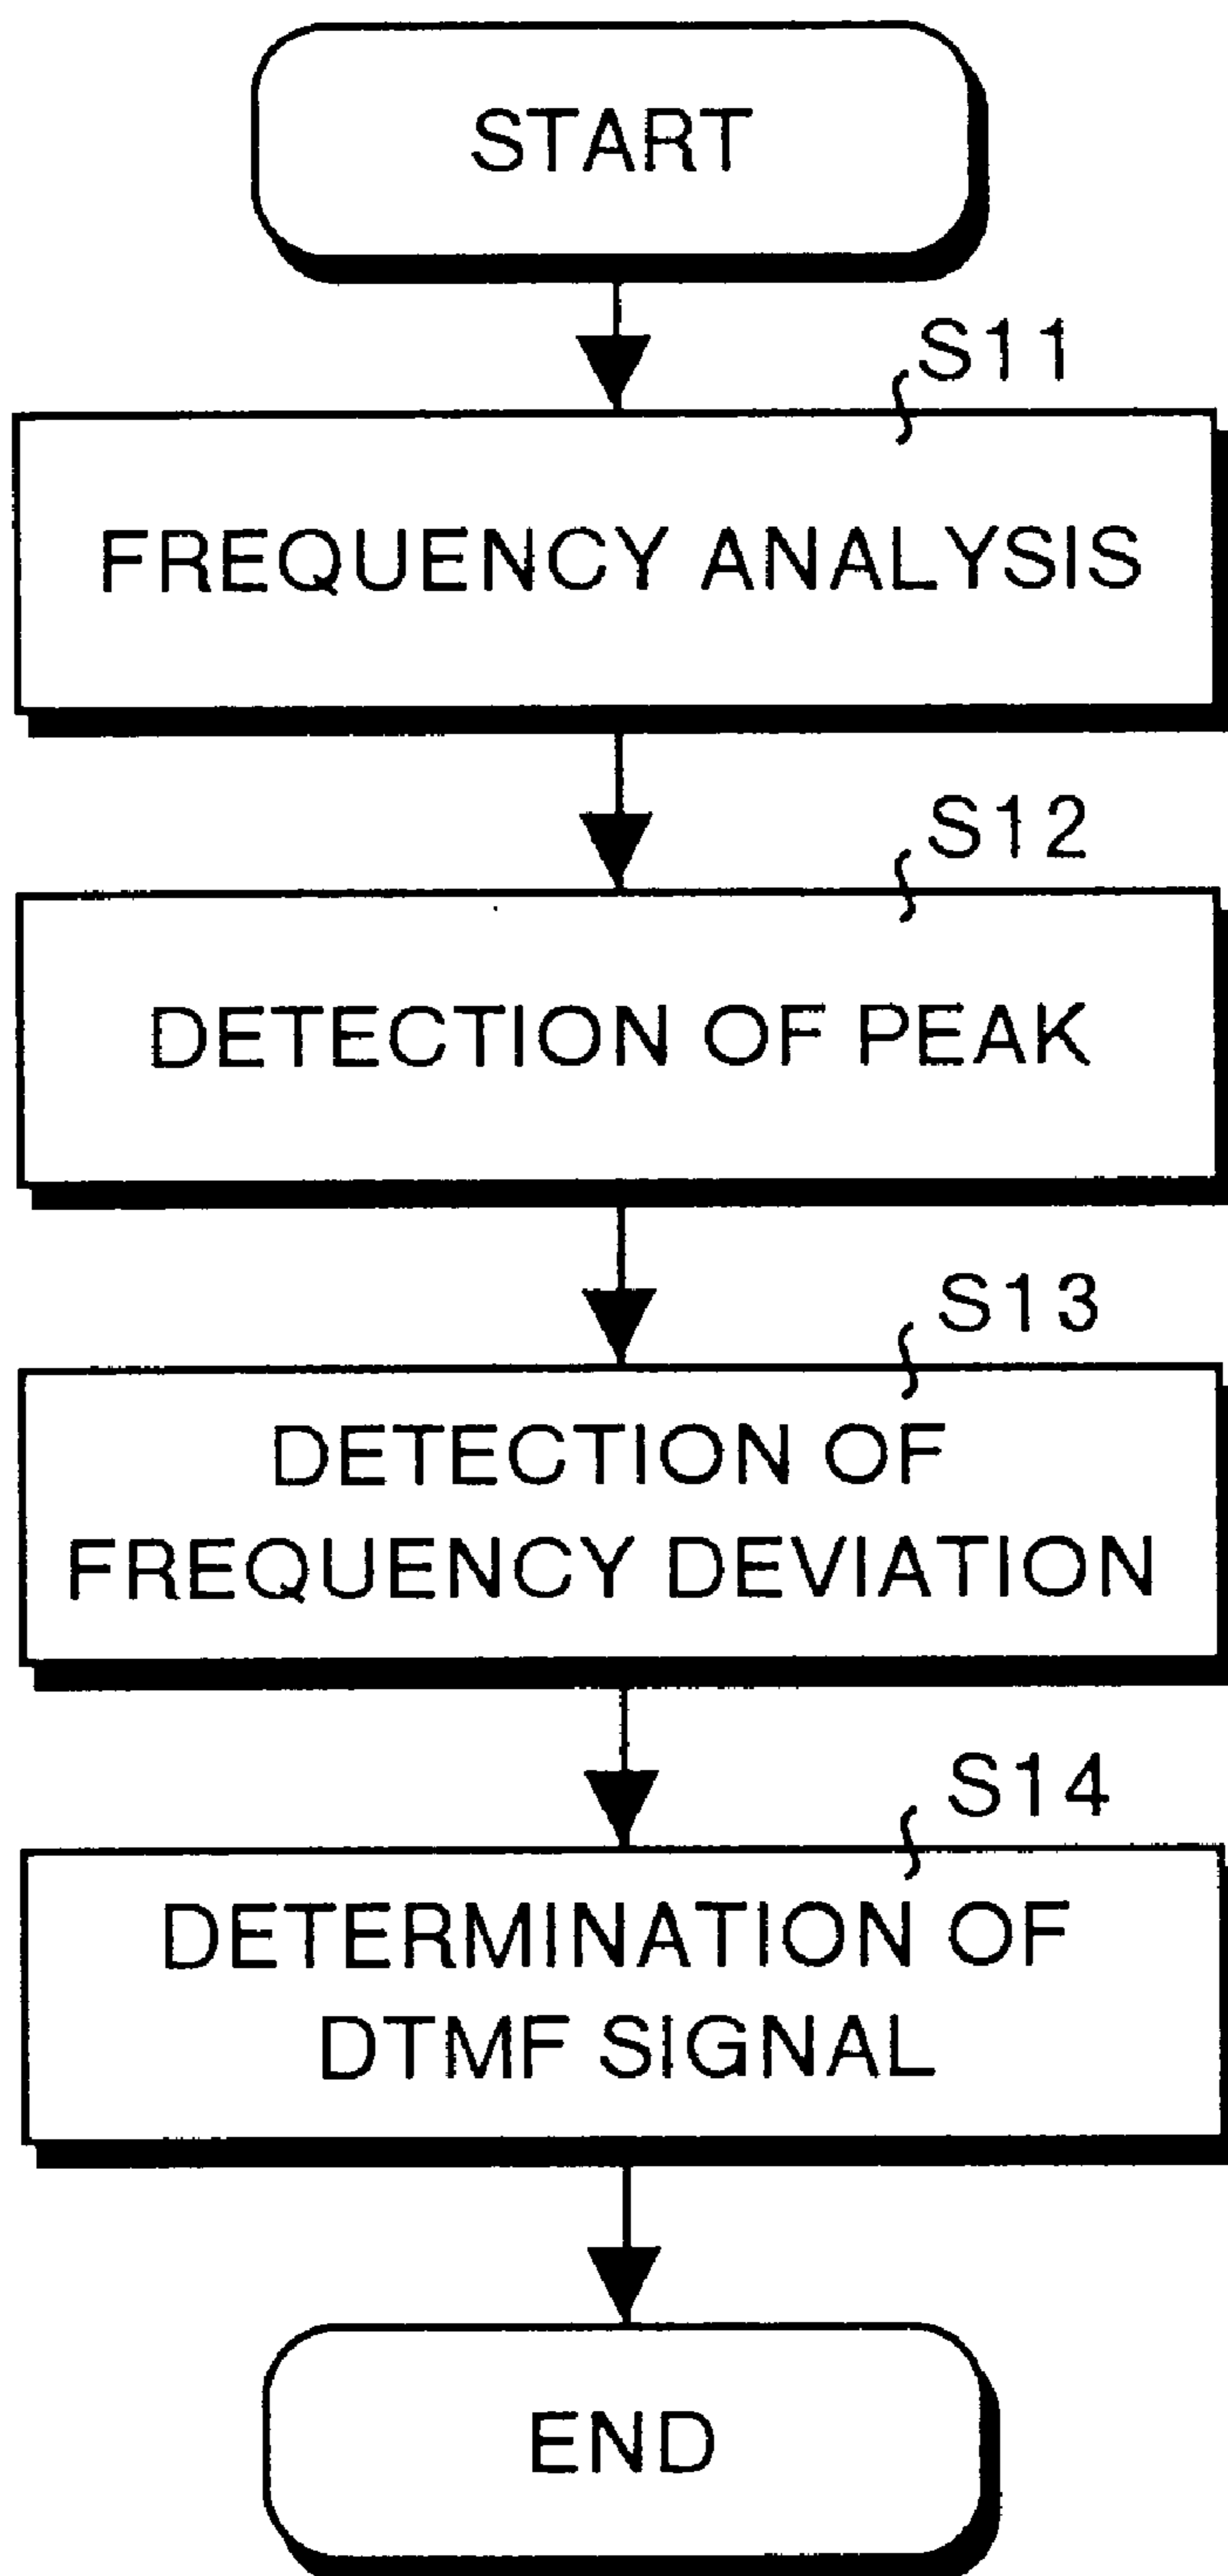 START
S11
FREQUENCY ANALYSIS
S12
DETECTION OF PEAK
S13
DETECTION OF
FREQUENCY DEVIATION
S14
DETERMINATION OF
DTMF SIGNAL
END